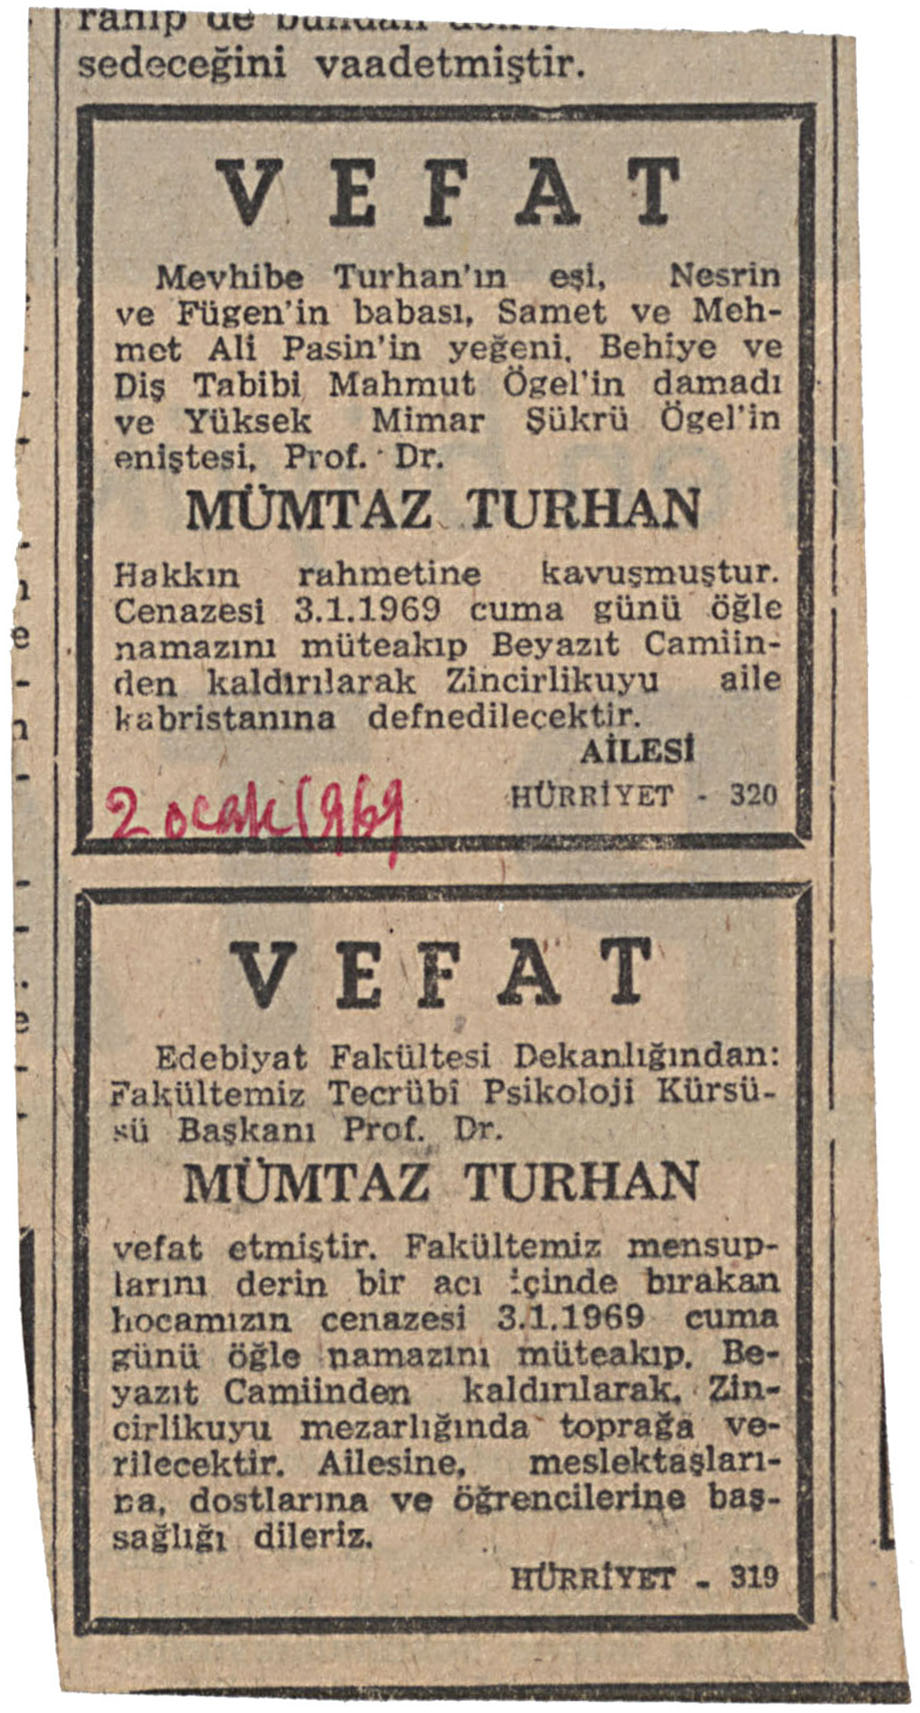 sedeceğini vaadetmiştir.
VEFAT
Mevhibe Turhan'ın eşi, Nesrin
ve Fügen'in babası, Samet ve Meh-
met Ali Pasin'in yeğeni, Behiye ve
Diş Tabibi Mahmut Ögel'in damadı
ve Yüksek Mimar Şükrü Ögel'in
eniştesi, Prof. Dr.
MÜMTAZ TURHAN
Hakkın rahmetine kavuşmuştur.
Cenazesi 3.1.1969 cuma günü öğle
namazını müteakıp Beyazıt Camiin-
den kaldırılarak Zincirlikuyu aile
kabristanına defnedilecektir.
AİLESİ
HÜRRİYET - 320
2 ocak 1969
VEFAT
Edebiyat Fakültesi Dekanlığından:
Fakültemiz Tecrübî Psikoloji Kürsü-
sü Başkanı Prof. Dr.
MÜMTAZ TURHAN
vefat etmiştir. Fakültemiz mensup-
larını derin bir acı içinde bırakan
hocamızın cenazesi 3.1.1969 cuma
günü öğle namazını müteakıp, Be-
yazıt Camiinden kaldırılarak, Zin-
cirlikuyu mezarlığında toprağa ve-
rilecektir. Ailesine, meslektaşları-
na, dostlarına ve öğrencilerine baş-
sağlığı dileriz.
HÜRRİYET - 319